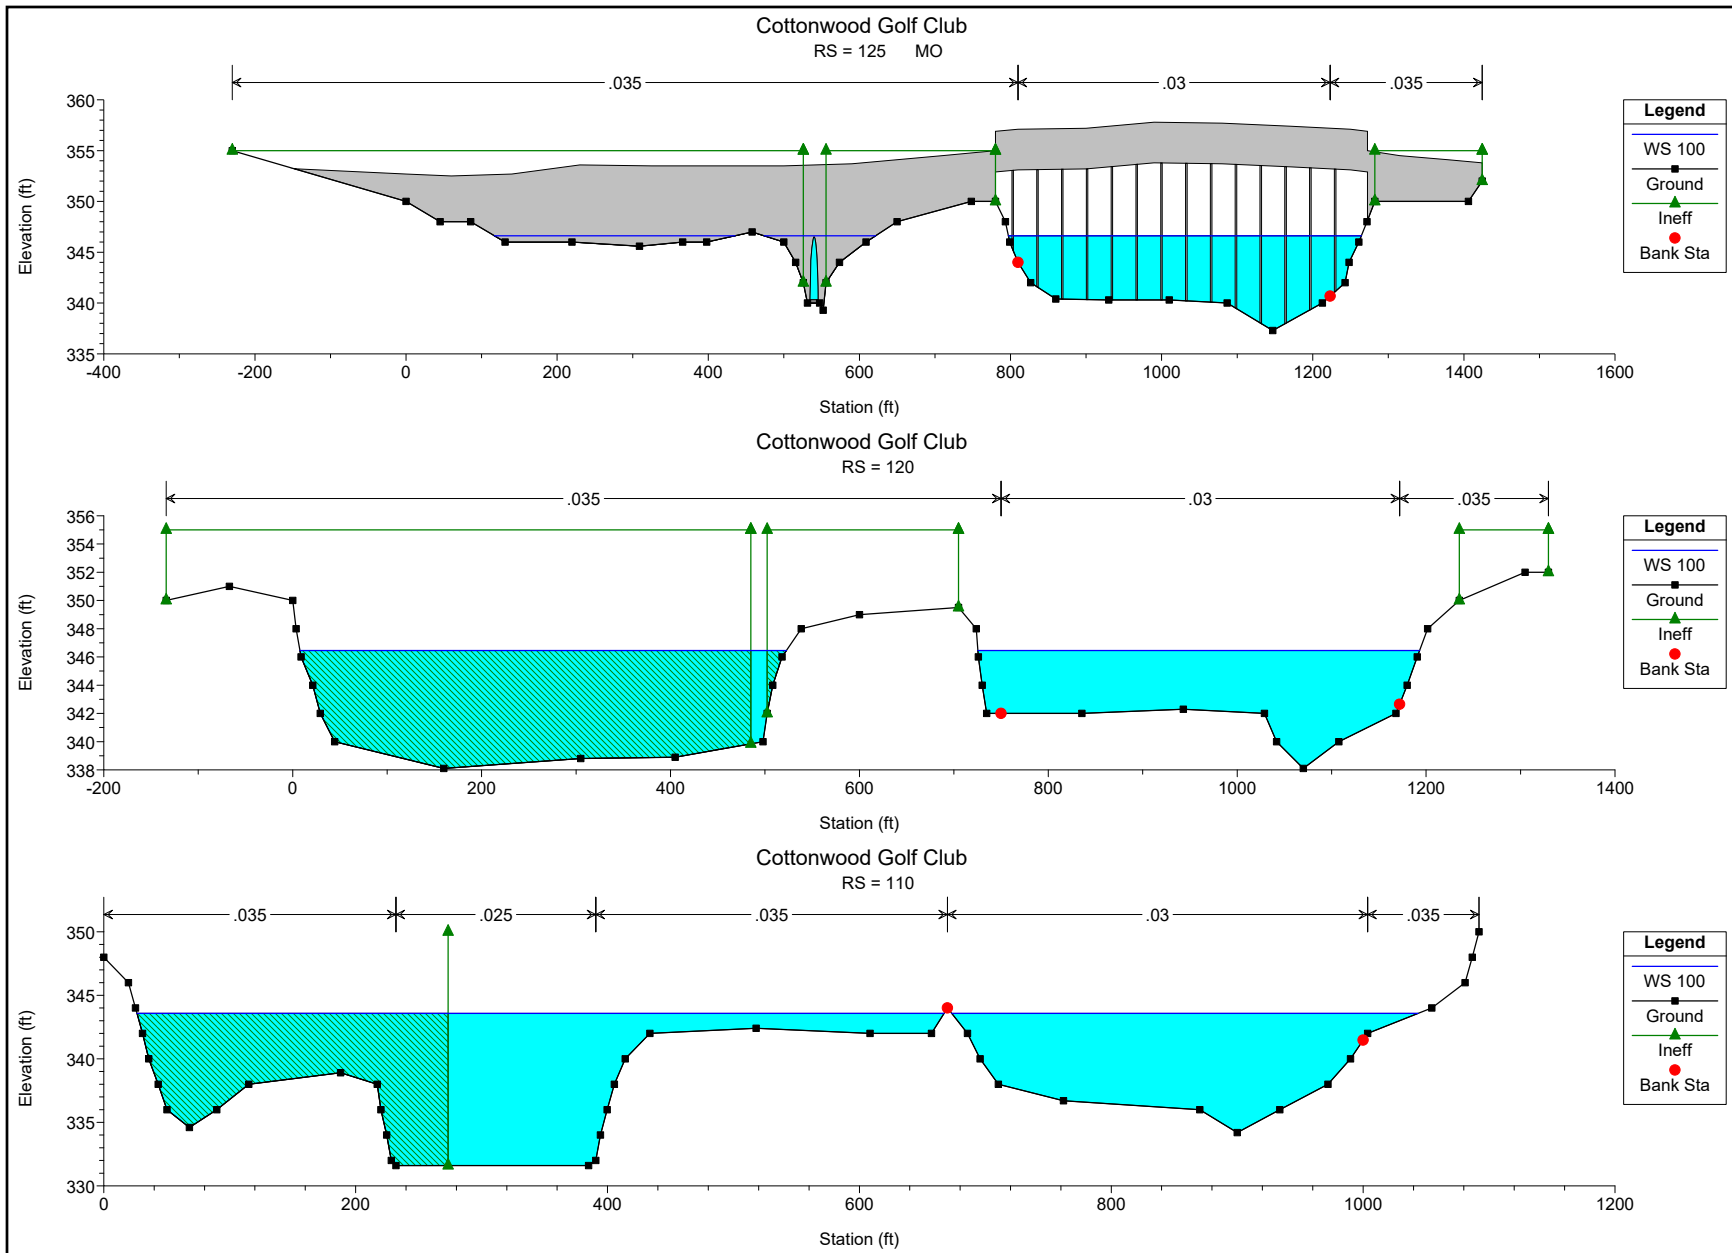 Cottonwood Golf Club
RS = 125 MO
.035 .03 .035
360
355
350
345
340
335
Elevation (ft)
-400 -200 0 200 400 600 800 1000 1200 1400 1600
Station (ft)
Legend
WS 100
Ground
Ineff
Bank Sta
Cottonwood Golf Club
RS = 120
.035 .03 .035
356
354
352
350
348
346
344
342
340
338
Elevation (ft)
-200 0 200 400 600 800 1000 1200 1400
Station (ft)
Legend
WS 100
Ground
Ineff
Bank Sta
Cottonwood Golf Club
RS = 110
.035 .025 .035 .03 .035
350
345
340
335
330
Elevation (ft)
0 200 400 600 800 1000 1200
Station (ft)
Legend
WS 100
Ground
Ineff
Bank Sta